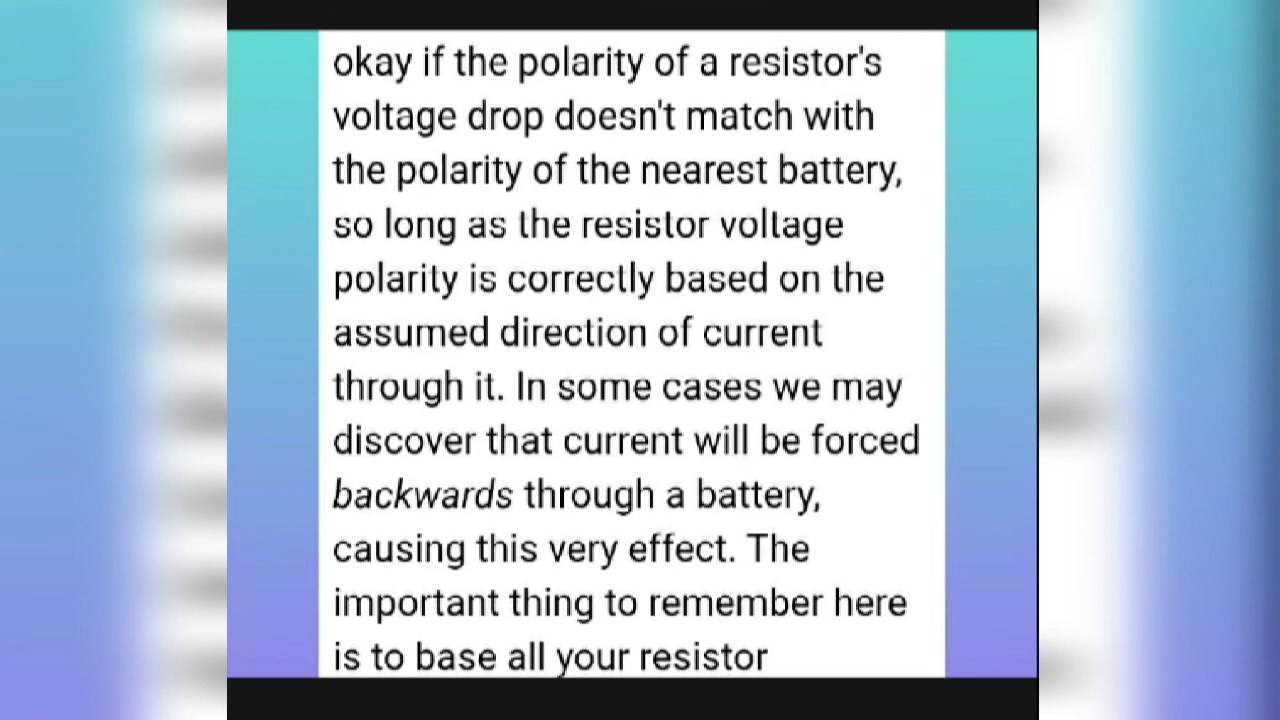 okay if the polarity of a resistor's
voltage drop doesn't match with
the polarity of the nearest battery,
so long as the resistor voltage
polarity is correctly based on the
assumed direction of current
through it. In some cases we may
discover that current will be forced
backwards through a battery,
causing this very effect. The
important thing to remember here
is to base all your resistor